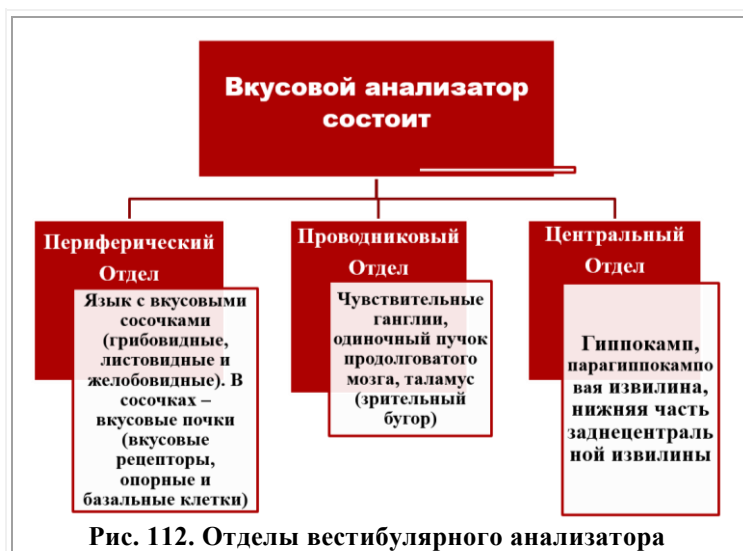 Вкусовой анализатор
состоит
Периферический
Отдел
Язык с вкусовыми
сосочками
(грибовидные,
листовидные и
желобовидные). В
сосочках –
вкусовые почки
(вкусовые
рецепторы,
опорные и
базальные клетки)
Проводниковый
Отдел
Чувствительные
ганглии,
одиночный пучок
продолговатого
мозга, таламус
(зрительный
бугор)
Центральный
Отдел
Гиппокамп,
парагиппокампо
вая извилина,
нижняя часть
заднецентраль
ной извилины
Рис. 112. Отделы вестибулярного анализатора